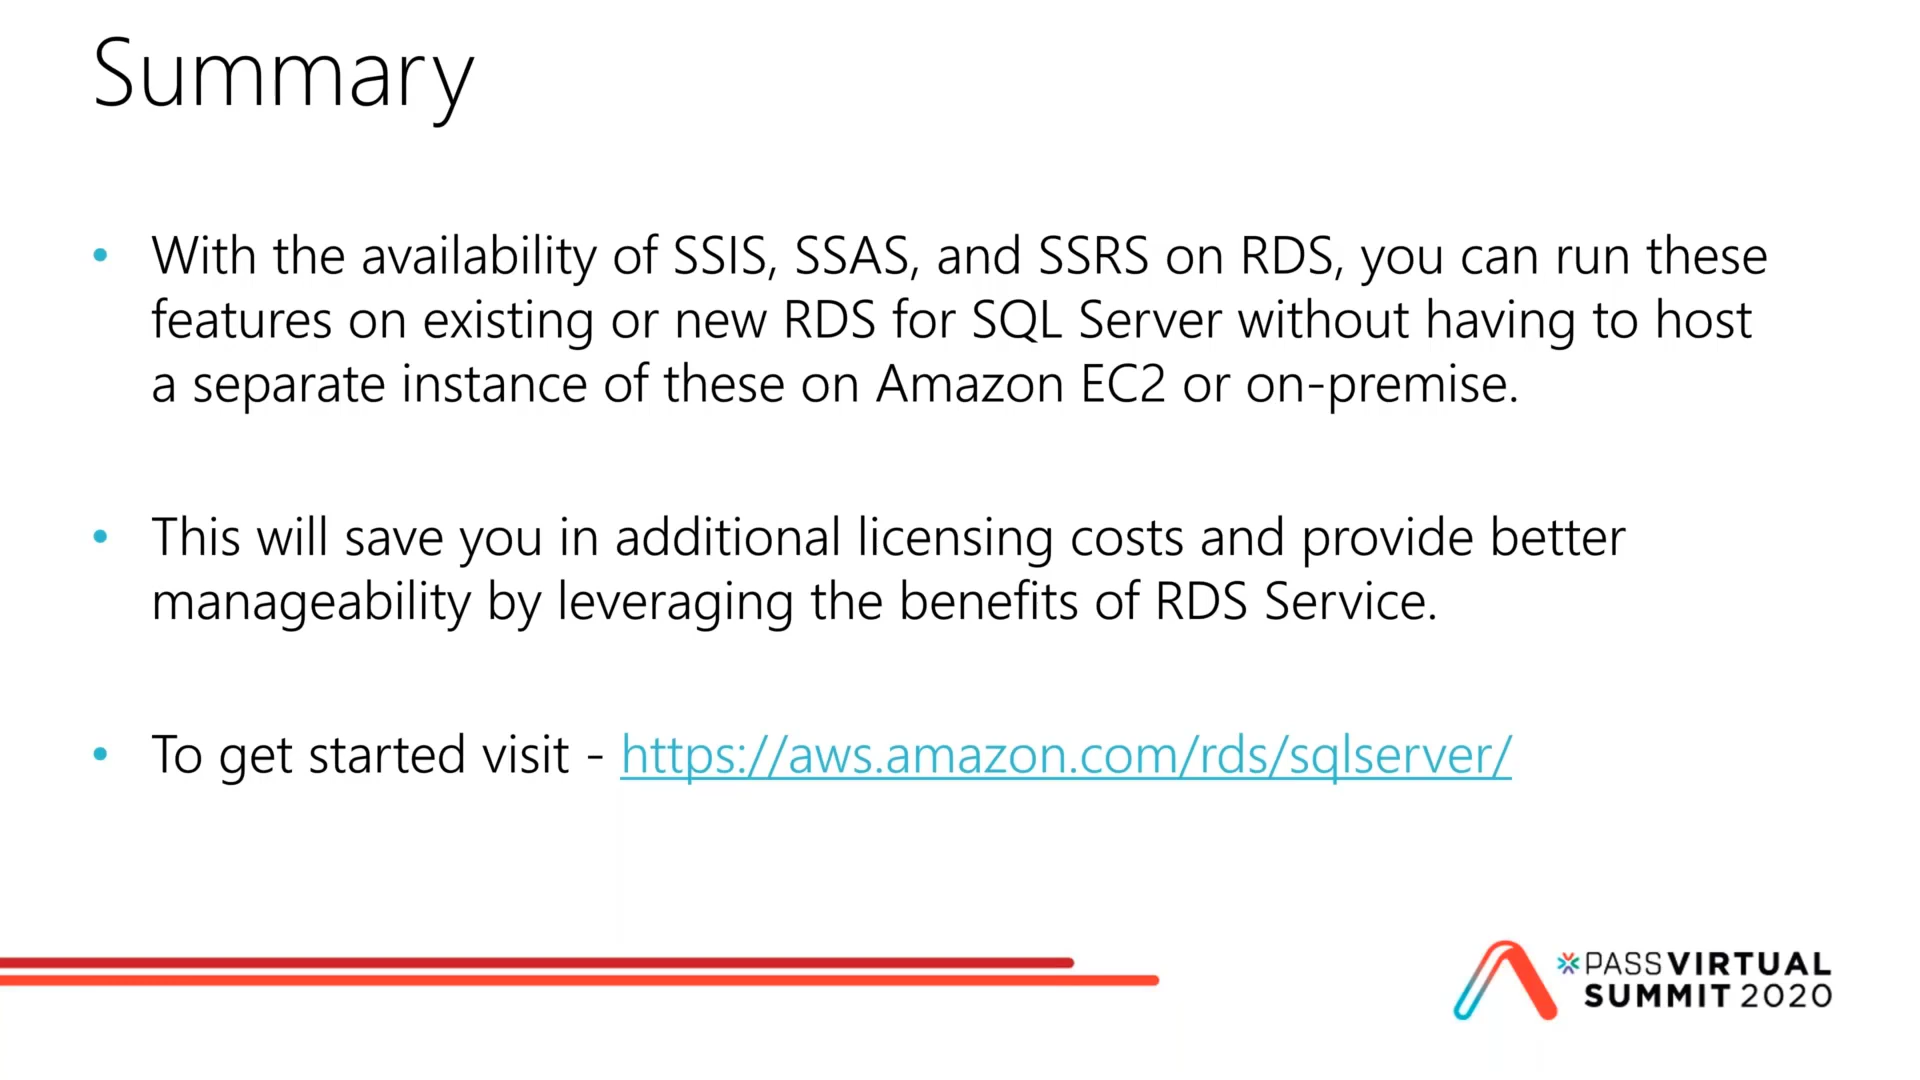 Summary
• With the availability of SSIS, SSAS, and SSRS on RDS, you can run these
features on existing or new RDS for SQL Server without having to host
a separate instance of these on Amazon EC2 or on-premise.
• This will save you in additional licensing costs and provide better
manageability by leveraging the benefits of RDS Service.
• To get started visit - https://aws.amazon.com/rds/sqlserver/
PASS VIRTUAL
SUMMIT 2020